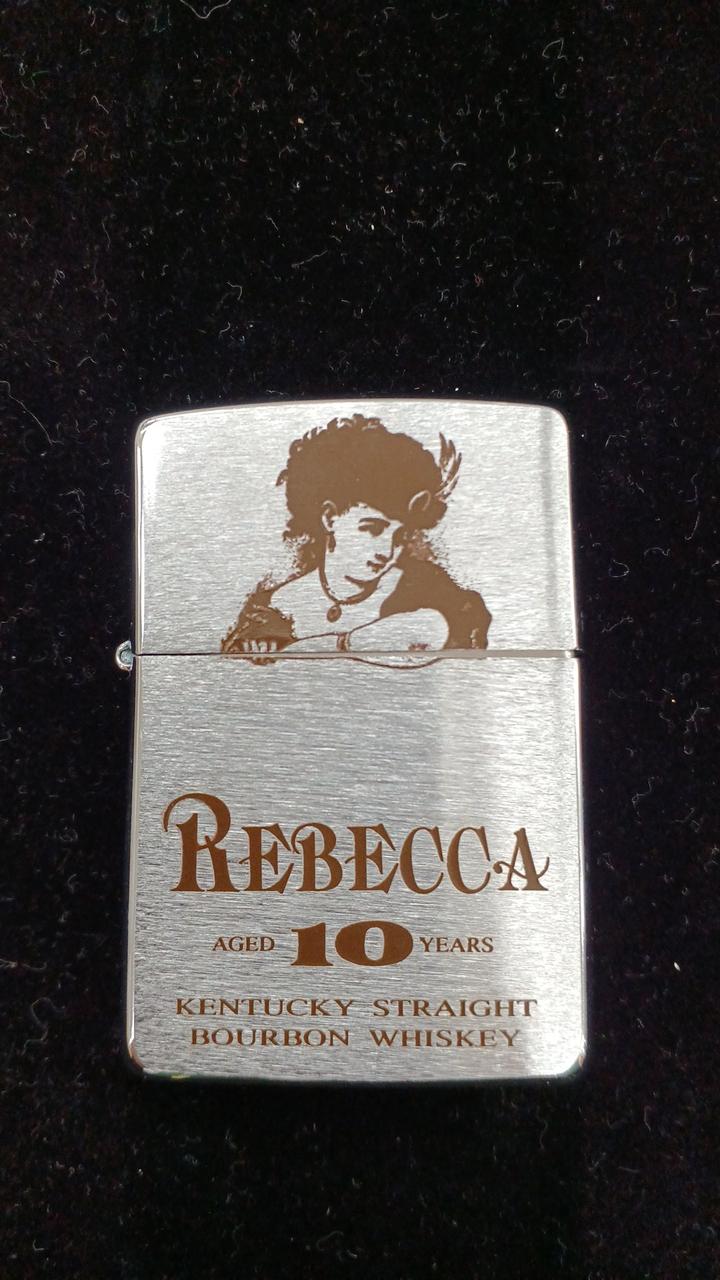 REBECCA
AGED 10 YEARS
KENTUCKY STRAIGHT
BOURBON WHISKEY